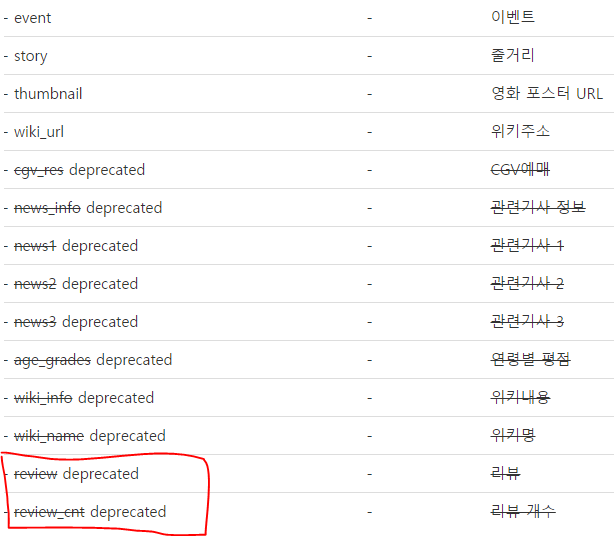 - event - 이벤트
- story - 줄거리
- thumbnail - 영화 포스터 URL
- wiki_url - 위키주소
- cgv_res deprecated - CGV예매
- news_info deprecated - 관련기사 정보
- news1 deprecated - 관련기사 1
- news2 deprecated - 관련기사 2
- news3 deprecated - 관련기사 3
- age_grades deprecated - 연령별 평점
- wiki_info deprecated - 위키내용
- wiki_name deprecated - 위키명
- review deprecated - 리뷰
- review_cnt deprecated - 리뷰 개수